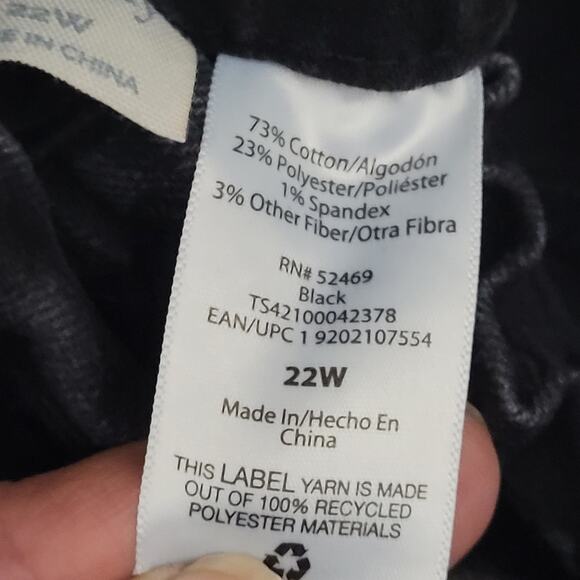 22W
E IN CHINA
73% Cotton/Algodón
23% Polyester/Poliéster
1% Spandex
3% Other Fiber/Otra Fibra
RN# 52469
Black
TS42100042378
EAN/UPC 1 9202107554
22W
Made In/Hecho En
China
THIS LABEL YARN IS MADE
OUT OF 100% RECYCLED
POLYESTER MATERIALS